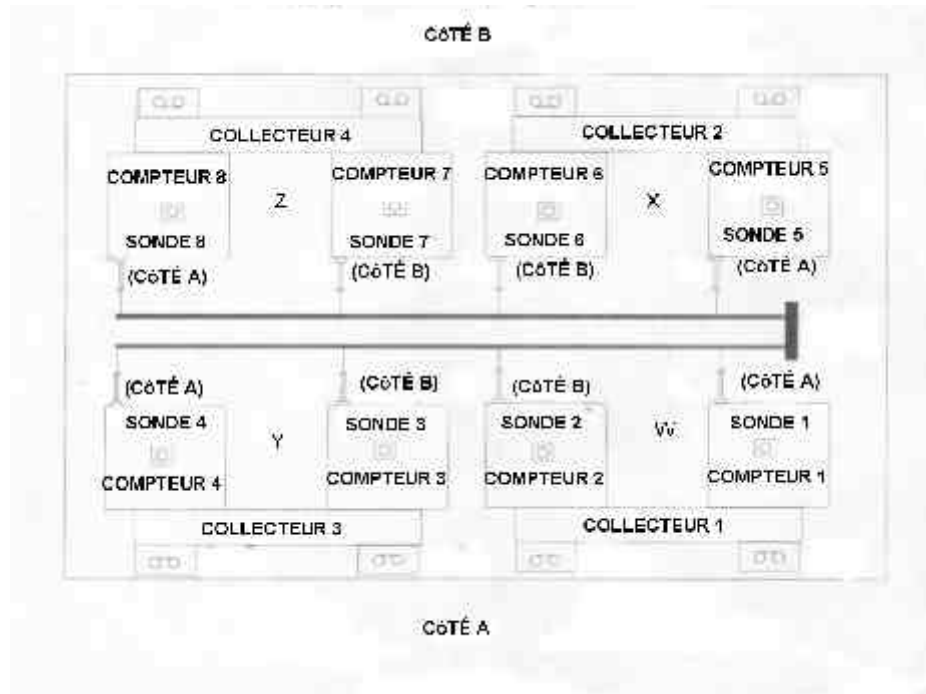 CôTÉ B
COLLECTEUR 4 COLLECTEUR 2
COMPTEUR 8 Z COMPTEUR 7 COMPTEUR 6 X COMPTEUR 5
SONDE 8 SONDE 7 SONDE 6 SONDE 5
(CôTÉ A) (CôTÉ B) (CôTÉ B) (CôTÉ A)
(CôTÉ A) (CôTÉ B) (CôTÉ B) (CôTÉ A)
SONDE 4 Y SONDE 3 SONDE 2 W SONDE 1
COMPTEUR 4 COMPTEUR 3 COMPTEUR 2 COMPTEUR 1
COLLECTEUR 3 COLLECTEUR 1
CôTÉ A